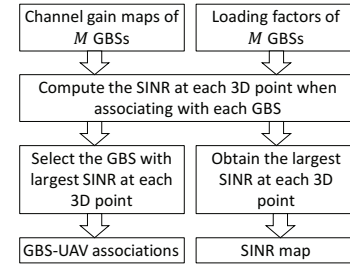 Channel gain maps of
M GBSs
Loading factors of
M GBSs
Compute the SINR at each 3D point when
associating with each GBS
Select the GBS with
largest SINR at each
3D point
Obtain the largest
SINR at each 3D
point
GBS-UAV associations
SINR map